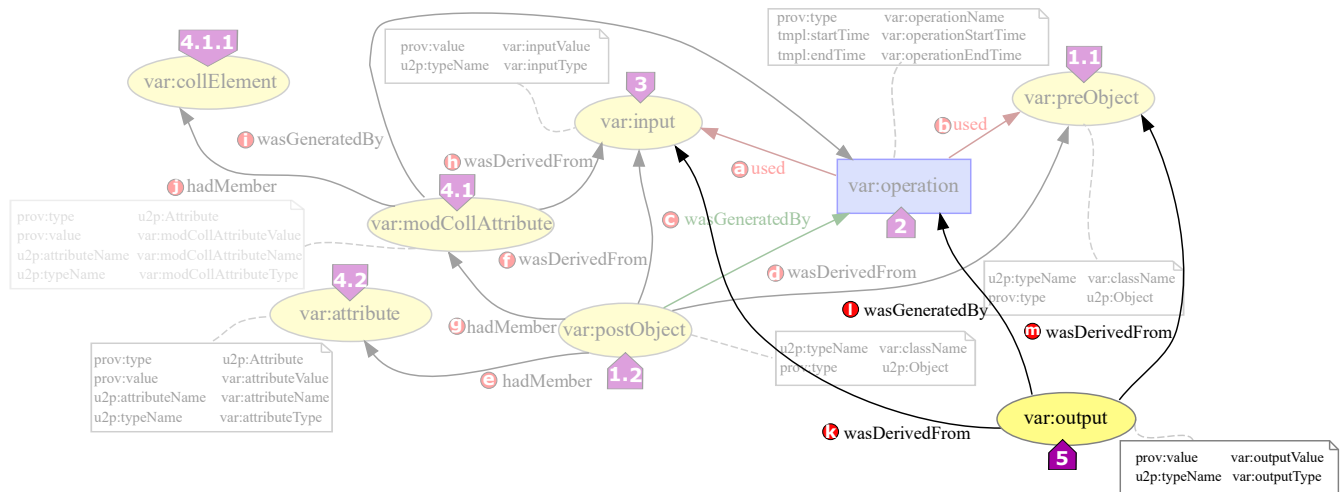 prov:type var:operationName
tmpl:startTime var:operationStartTime
tmpl:endTime var:operationEndTime
4.1.1
var:collElement
prov:value var:inputValue
u2p:typeName var:inputType
3
var:input
1.1
var:preObject
b used
i wasGeneratedBy
h wasDerivedFrom
a used
j hadMember
4.1
var:modCollAttribute
var:operation
2
prov:type u2p:Attribute
prov:value var:modCollAttributeValue
u2p:attributeName var:modCollAttributeName
u2p:typeName var:modCollAttributeType
c wasGeneratedBy
f wasDerivedFrom
d wasDerivedFrom
u2p:typeName var:className
prov:type u2p:Object
4.2
var:attribute
g hadMember
var:postObject
1.2
l wasGeneratedBy
m wasDerivedFrom
prov:type u2p:Attribute
prov:value var:attributeValue
u2p:attributeName var:attributeName
u2p:typeName var:attributeType
u2p:typeName var:className
prov:type u2p:Object
e hadMember
k wasDerivedFrom
var:output
5
prov:value var:outputValue
u2p:typeName var:outputType